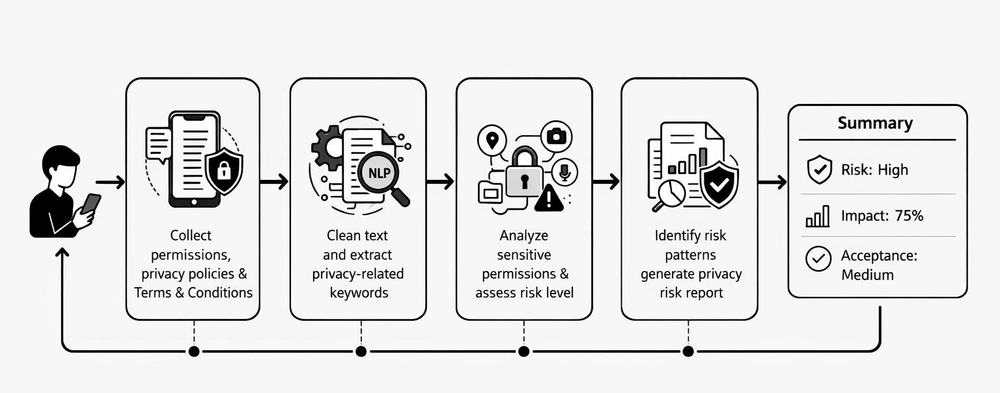 Collect
permissions,
privacy policies &
Terms & Conditions
NLP
Clean text
and extract
privacy-related
keywords
Analyze
sensitive
permissions &
assess risk level
Identify risk
patterns
generate privacy
risk report
Summary
Risk: High
Impact: 75%
Acceptance:
Medium